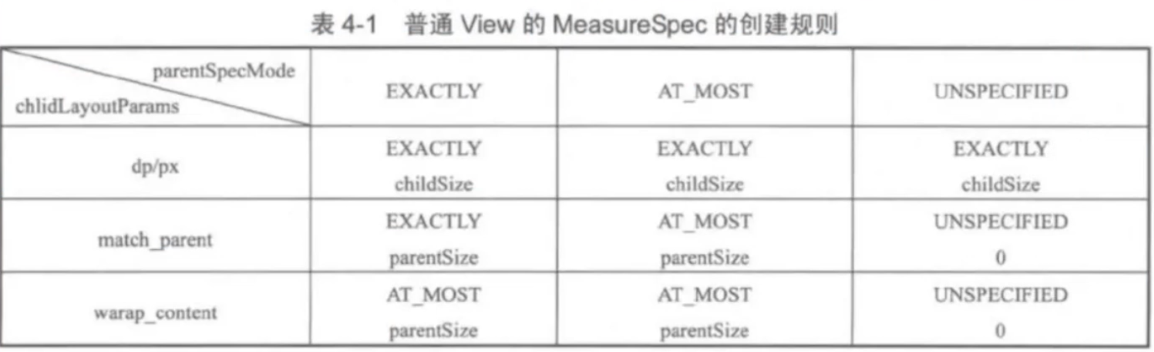 表 4-1 普通 View 的 MeasureSpec 的创建规则
parentSpecMode
chlidLayoutParams
EXACTLY
AT_MOST
UNSPECIFIED
dp/px
EXACTLY
childSize
EXACTLY
childSize
EXACTLY
childSize
match_parent
EXACTLY
parentSize
AT_MOST
parentSize
UNSPECIFIED
0
warap_content
AT_MOST
parentSize
AT_MOST
parentSize
UNSPECIFIED
0